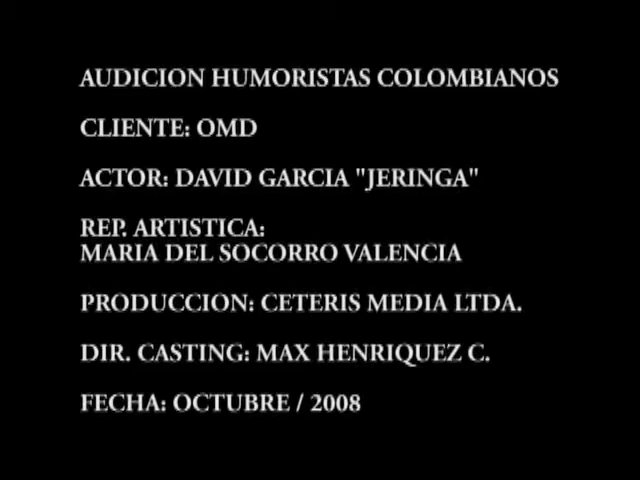 AUDICION HUMORISTAS COLOMBIANOS
CLIENTE: OMD
ACTOR: DAVID GARCIA "JERINGA"
REP. ARTISTICA:
MARIA DEL SOCORRO VALENCIA
PRODUCCION: CETERIS MEDIA LTDA.
DIR. CASTING: MAX HENRIQUEZ C.
FECHA: OCTUBRE / 2008